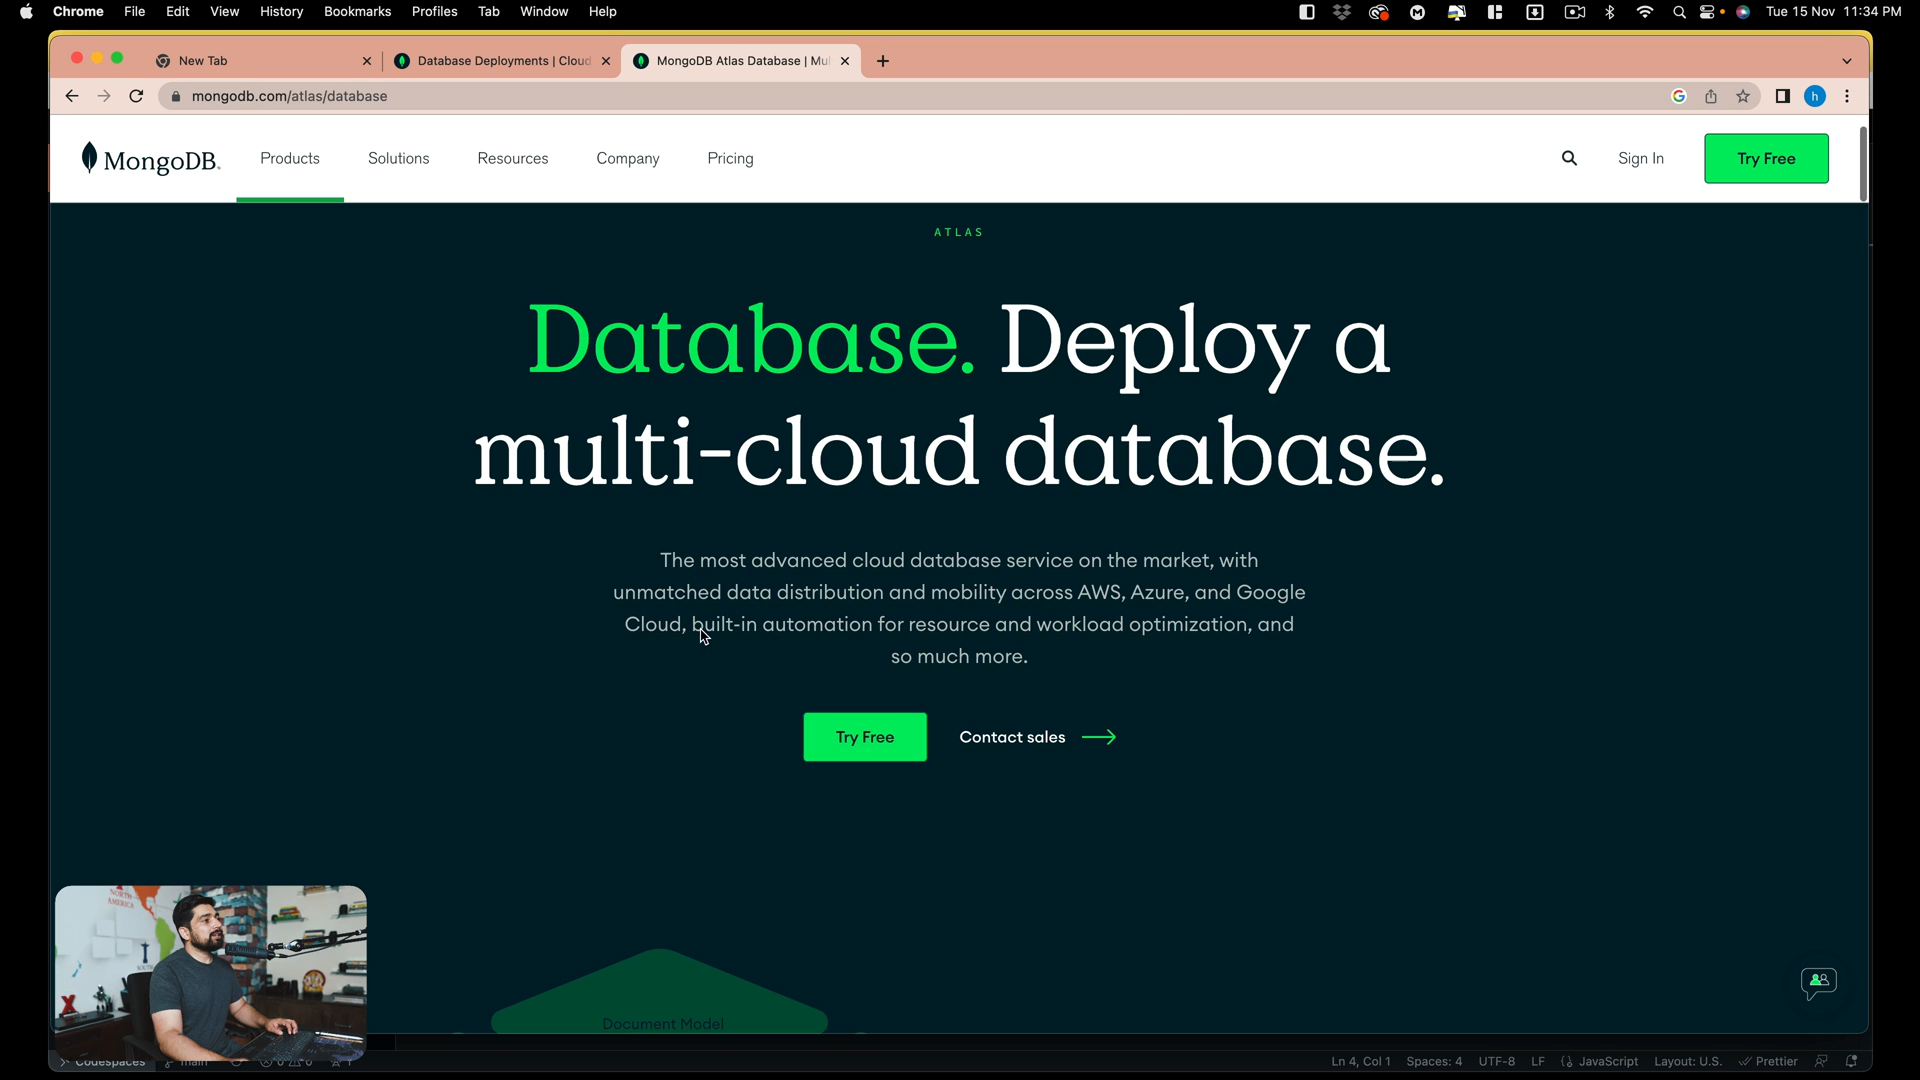 Chrome File Edit View History Bookmarks Profiles Tab Window Help Tue 15 Nov 11:34 PM
New Tab Database Deployments | Cloud MongoDB Atlas Database | Mul
mongodb.com/atlas/database h
MongoDB. Products Solutions Resources Company Pricing Sign In Try Free
ATLAS
Database. Deploy a
multi-cloud database.
The most advanced cloud database service on the market, with
unmatched data distribution and mobility across AWS, Azure, and Google
Cloud, built-in automation for resource and workload optimization, and
so much more.
Try Free Contact sales
NORTH
AMERICA
Document Model
Codespaces main Ln 4, Col 1 Spaces: 4 UTF-8 LF JavaScript Layout: U.S. Prettier